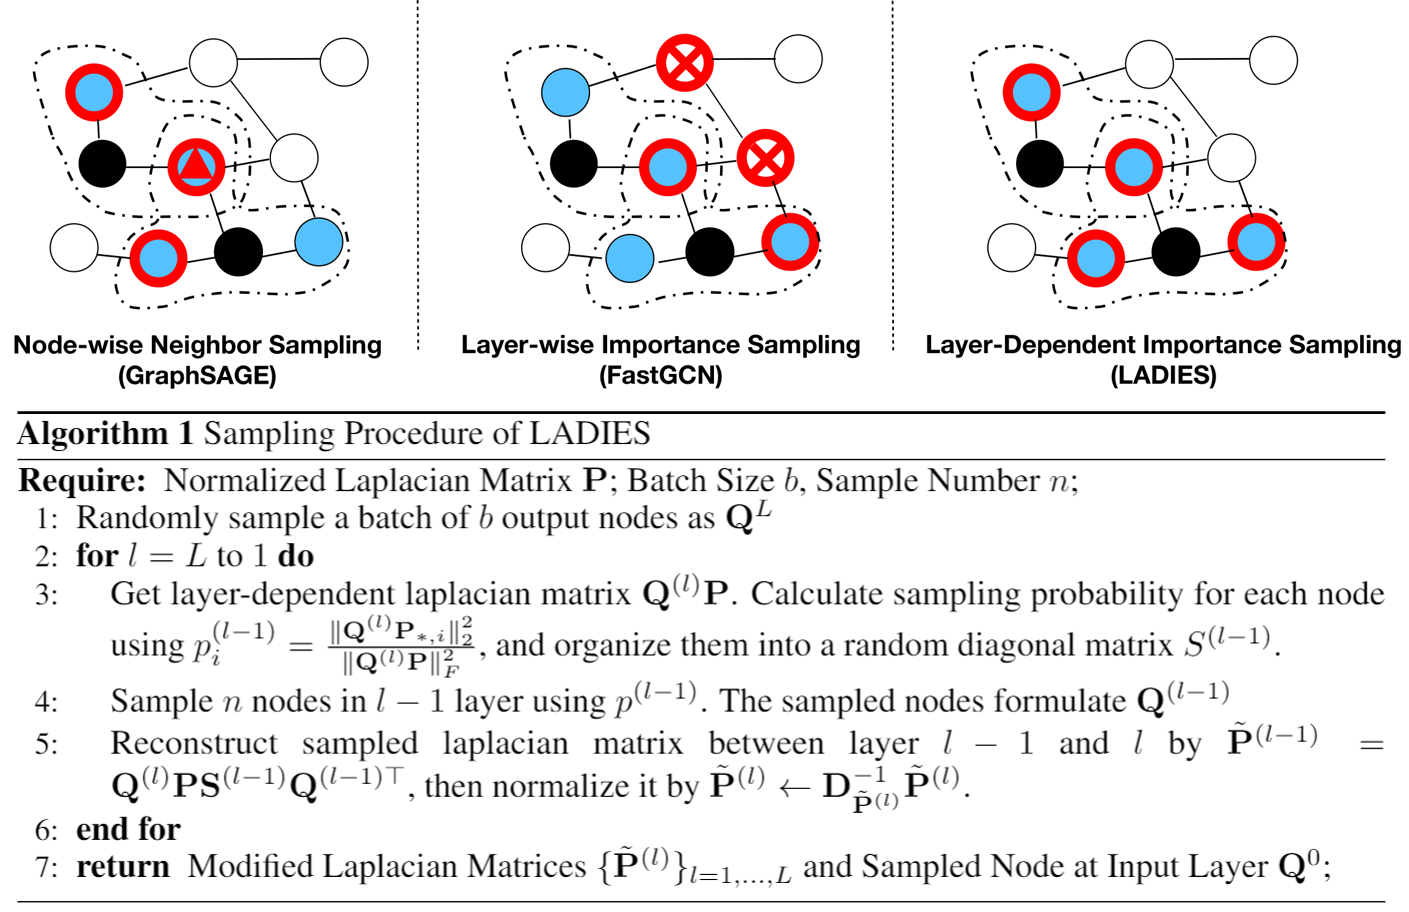 Node-wise Neighbor Sampling
(GraphSAGE)
Layer-wise Importance Sampling
(FastGCN)
Layer-Dependent Importance Sampling
(LADIES)
Algorithm 1 Sampling Procedure of LADIES
Require: Normalized Laplacian Matrix $\mathbf{P}$; Batch Size $b$, Sample Number $n$;
1: Randomly sample a batch of $b$ output nodes as $\mathbf{Q}^{L}$
2: for $l = L$ to $1$ do
3: Get layer-dependent laplacian matrix $\mathbf{Q}^{(l)}\mathbf{P}$. Calculate sampling probability for each node
using $p_i^{(l-1)} = \frac{\|\mathbf{Q}^{(l)}\mathbf{P}_{*,i}\|_2^2}{\|\mathbf{Q}^{(l)}\mathbf{P}\|_F^2}$, and organize them into a random diagonal matrix $S^{(l-1)}$.
4: Sample $n$ nodes in $l-1$ layer using $p^{(l-1)}$. The sampled nodes formulate $\mathbf{Q}^{(l-1)}$
5: Reconstruct sampled laplacian matrix between layer $l-1$ and $l$ by $\tilde{\mathbf{P}}^{(l-1)} =$
$\mathbf{Q}^{(l)}\mathbf{P}\mathbf{S}^{(l-1)}\mathbf{Q}^{(l-1)\top}$, then normalize it by $\tilde{\mathbf{P}}^{(l)} \leftarrow \mathbf{D}_{\tilde{\mathbf{P}}^{(l)}}^{-1}\tilde{\mathbf{P}}^{(l)}$.
6: end for
7: return Modified Laplacian Matrices $\{\tilde{\mathbf{P}}^{(l)}\}_{l=1,\ldots,L}$ and Sampled Node at Input Layer $\mathbf{Q}^{0}$;